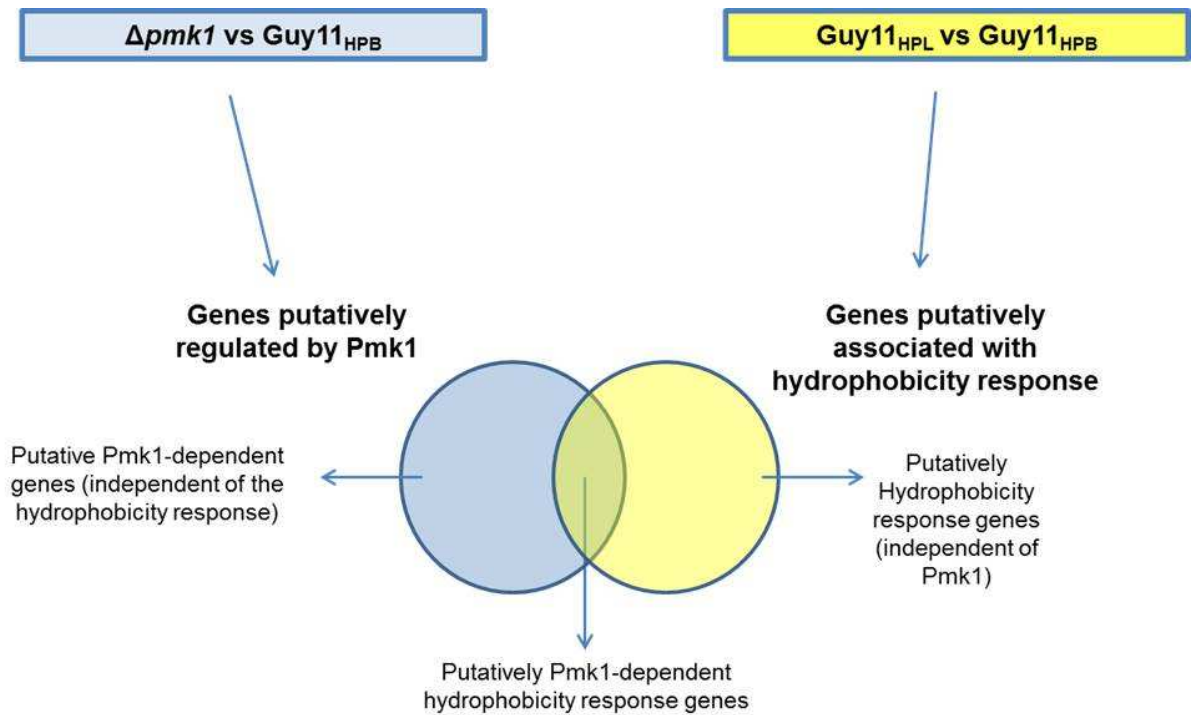 Δpmk1 vs Guy11HPB
Guy11HPL vs Guy11HPB
Genes putatively
regulated by Pmk1
Genes putatively
associated with
hydrophobicity response
Putative Pmk1-dependent
genes (independent of the
hydrophobicity response)
Putatively
Hydrophobicity
response genes
(independent of
Pmk1)
Putatively Pmk1-dependent
hydrophobicity response genes